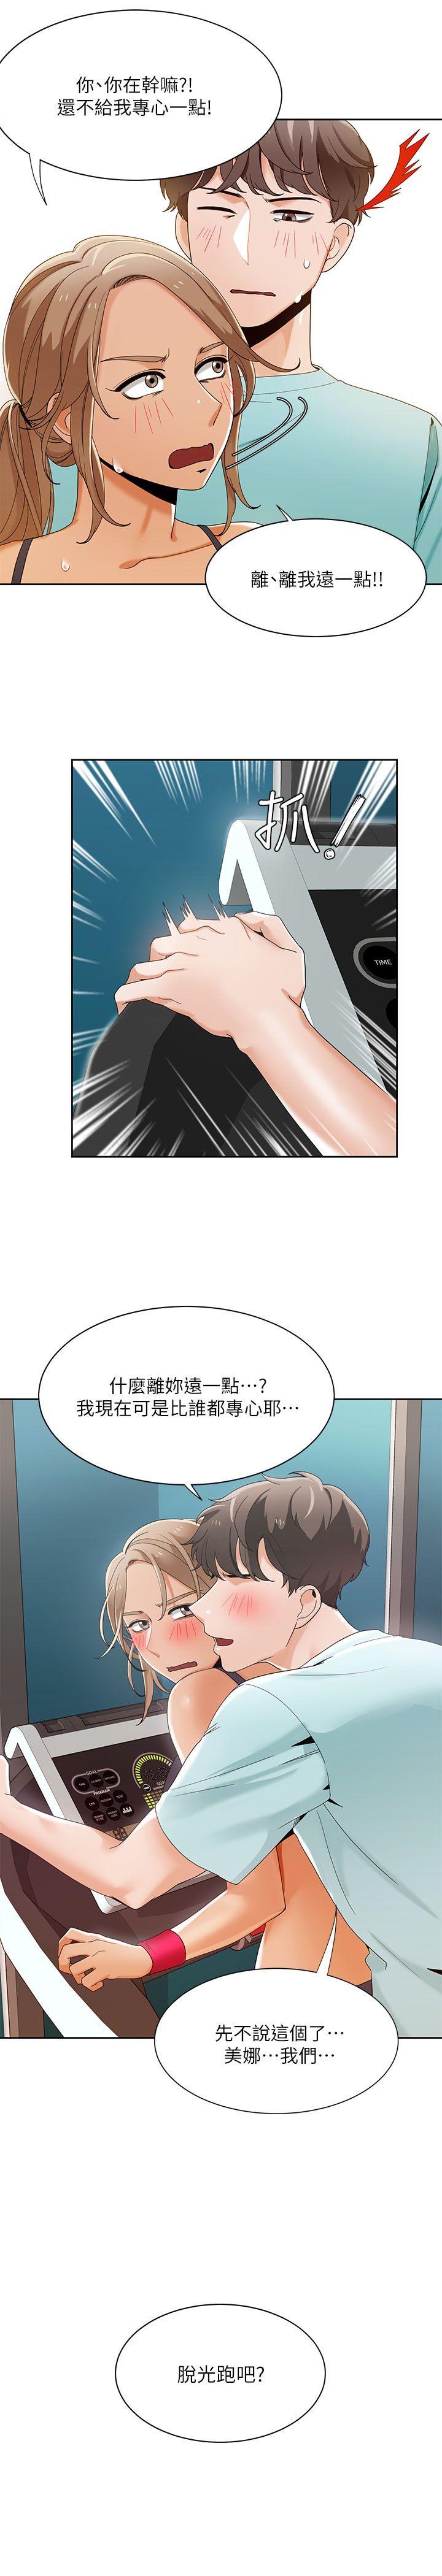 你、你在幹嘛?!
還不給我專心一點!
離、離我遠一點!!
抓!
TIME
什麼離妳遠一點…?
我現在可是比誰都專心耶…
GOAL
PROGRAM
先不說這個了…
美娜…我們…
脫光跑吧?